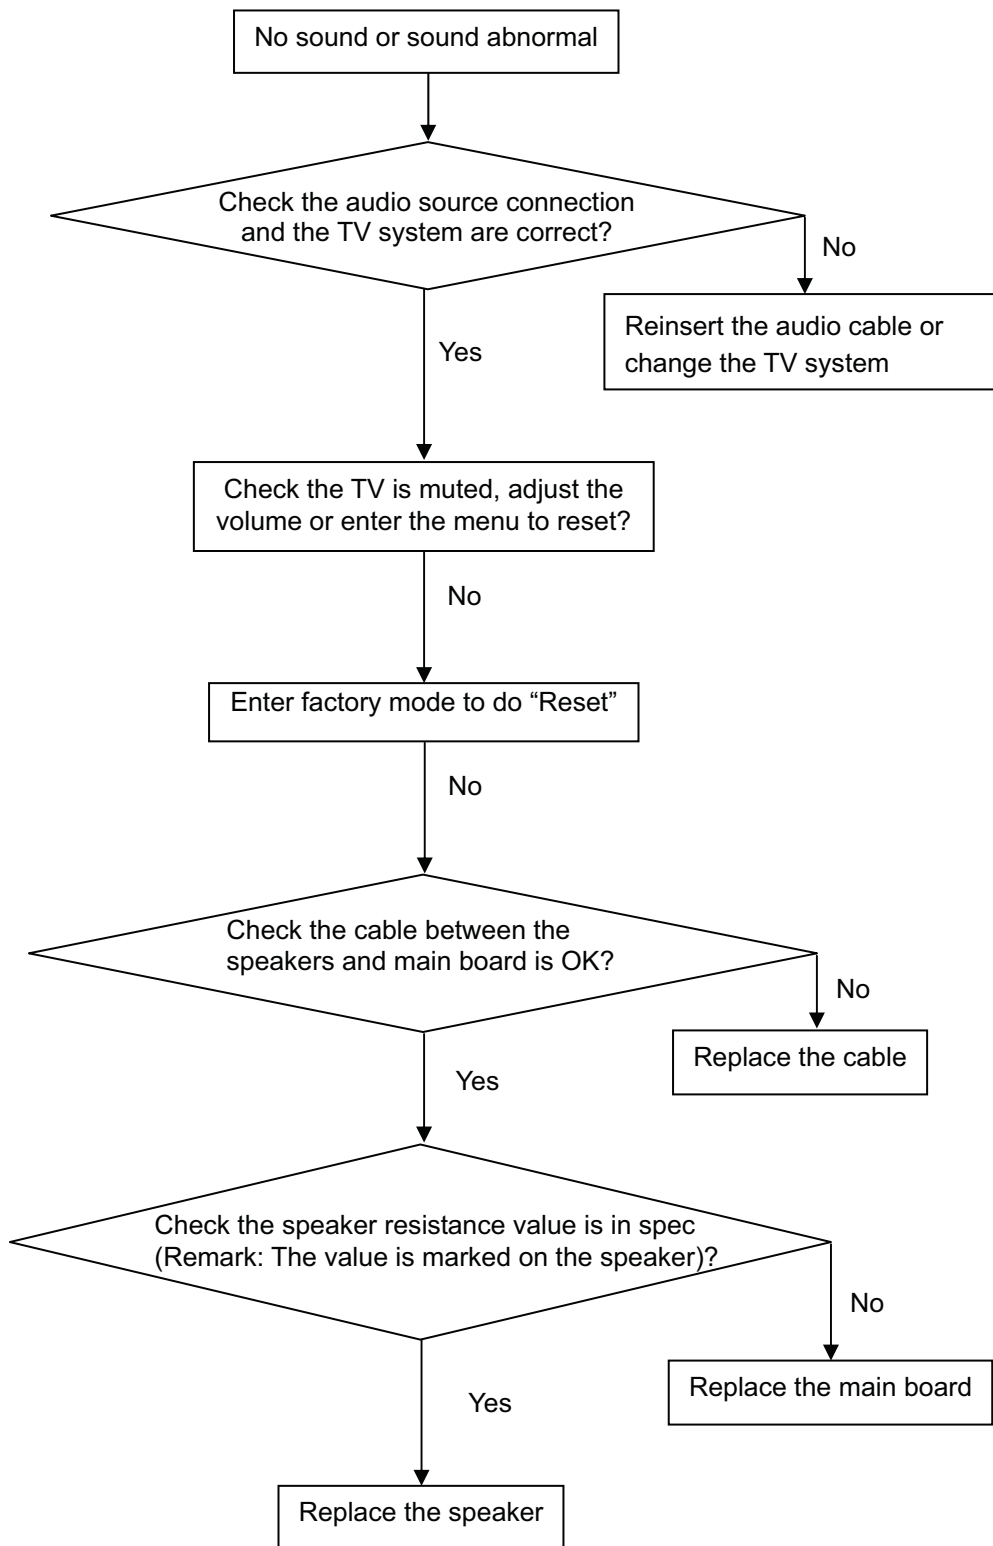 No sound or sound abnormal
Check the audio source connection
and the TV system are correct?
No
Reinsert the audio cable or
change the TV system
Yes
Check the TV is muted, adjust the
volume or enter the menu to reset?
No
Enter factory mode to do “Reset”
No
Check the cable between the
speakers and main board is OK?
No
Replace the cable
Yes
Check the speaker resistance value is in spec
(Remark: The value is marked on the speaker)?
No
Replace the main board
Yes
Replace the speaker